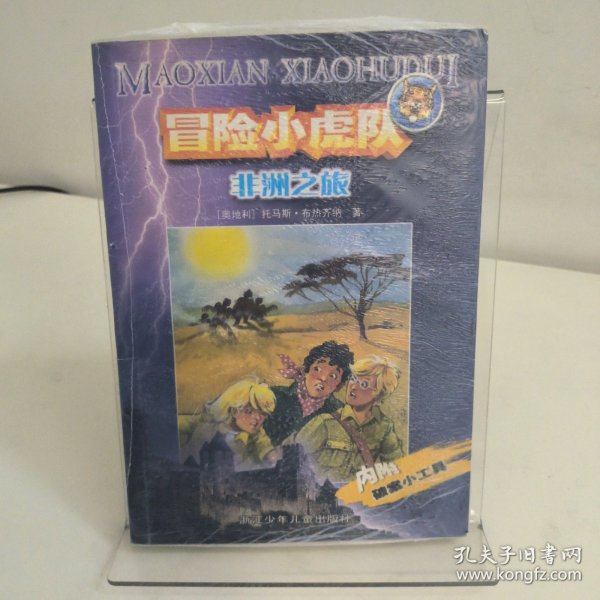 MAOXIAN XIAOHUDUI
冒险小虎队
非洲之旅
[奥地利] 托马斯·布热齐纳 著
内附
破案小工具
浙江少年儿童出版社
孔夫子旧书网
www.kongfz.com